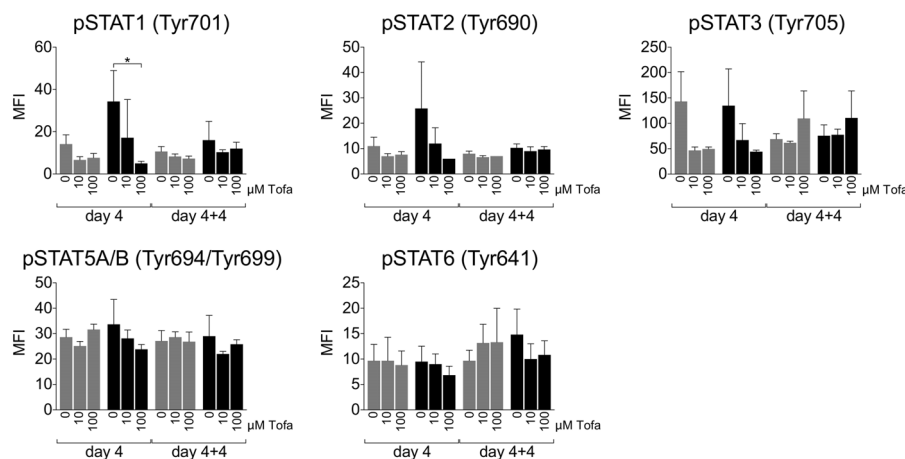 pSTAT1 (Tyr701)
MFI
60
40
20
0
*
0 10 100 0 10 100 0 10 100 0 10 100 µM Tofa
day 4 day 4+4
pSTAT2 (Tyr690)
MFI
50
40
30
20
10
0
0 10 100 0 10 100 0 10 100 0 10 100 µM Tofa
day 4 day 4+4
pSTAT3 (Tyr705)
MFI
250
200
150
100
50
0
0 10 100 0 10 100 0 10 100 0 10 100 µM Tofa
day 4 day 4+4
pSTAT5A/B (Tyr694/Tyr699)
MFI
50
40
30
20
10
0
0 10 100 0 10 100 0 10 100 0 10 100 µM Tofa
day 4 day 4+4
pSTAT6 (Tyr641)
MFI
25
20
15
10
5
0
0 10 100 0 10 100 0 10 100 0 10 100 µM Tofa
day 4 day 4+4